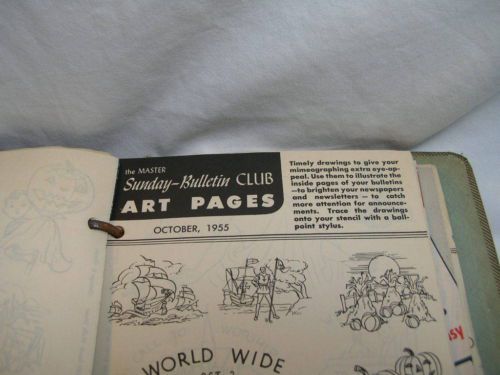 the MASTER
Sunday-Bulletin CLUB
ART PAGES
OCTOBER, 1955
Timely drawings to give your
mimeographing extra eye-ap-
peal. Use them to illustrate the
inside pages of your bulletins
—to brighten your newspapers
and newsletters — to catch
more attention for announce-
ments. Trace the drawings
onto your stencil with a ball-
point stylus.
WORLD WIDE